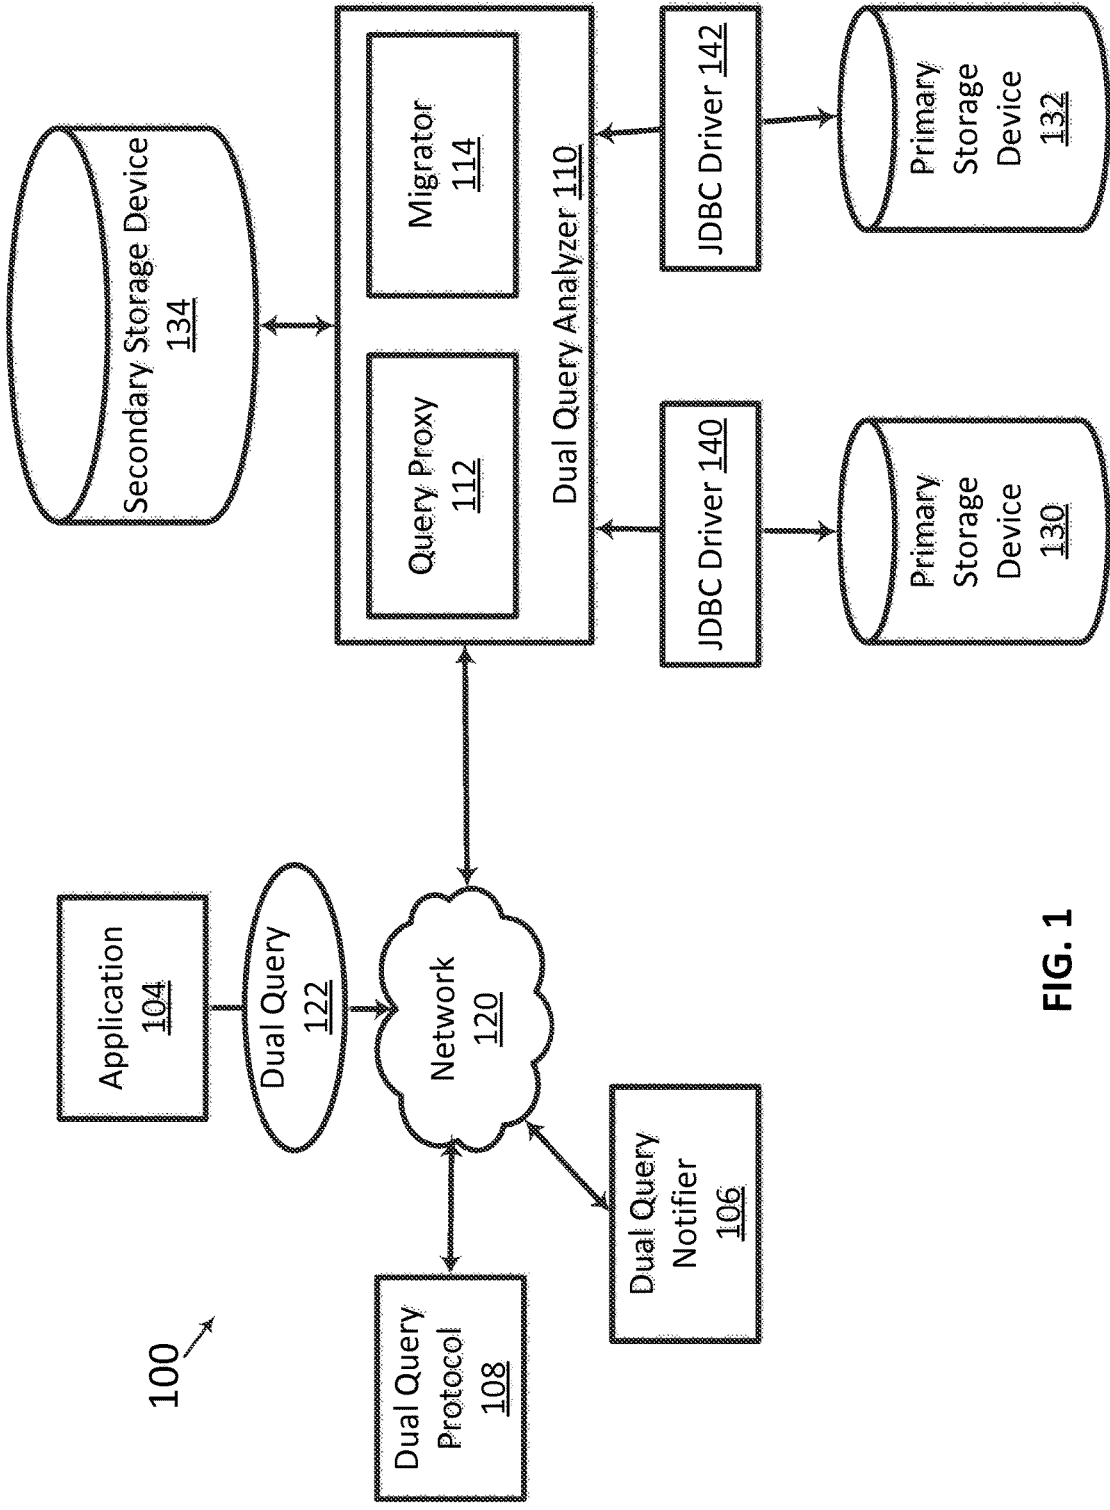 100
Application
104
Dual Query
122
Dual Query
Protocol
108
Network
120
Dual Query
Notifier
106
Secondary Storage Device
134
Query Proxy
112
Migrator
114
Dual Query Analyzer 110
JDBC Driver 140
JDBC Driver 142
Primary
Storage
Device
130
Primary
Storage
Device
132
FIG. 1